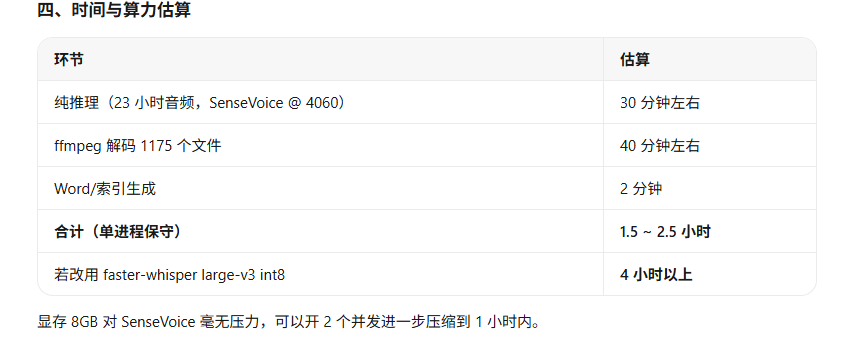 四、时间与算力估算
环节 估算
纯推理（23 小时音频，SenseVoice @ 4060） 30 分钟左右
ffmpeg 解码 1175 个文件 40 分钟左右
Word/索引生成 2 分钟
合计（单进程保守） 1.5 ~ 2.5 小时
若改用 faster-whisper large-v3 int8 4 小时以上
显存 8GB 对 SenseVoice 毫无压力，可以开 2 个并发进一步压缩到 1 小时内。